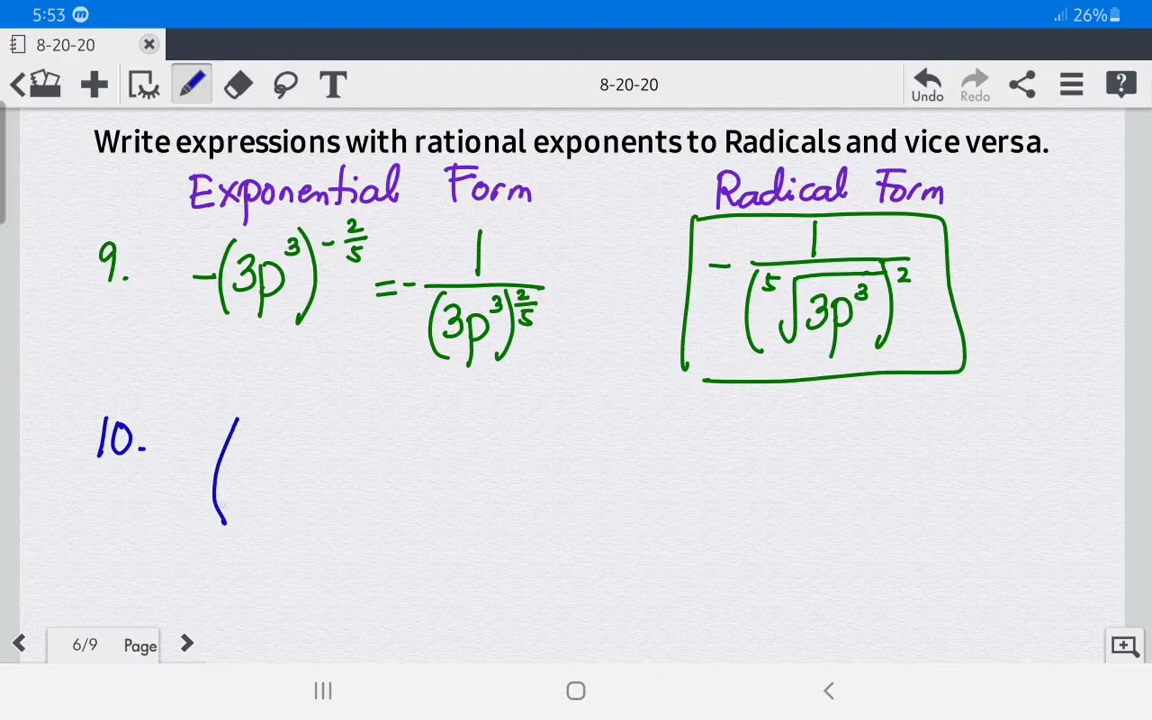 5:53 m 26%
8-20-20
T 8-20-20 Undo Redo ?
Write expressions with rational exponents to Radicals and vice versa.
Exponential Form Radical Form
9. -(3p³)^(-2/5) = -1/(3p³)^(2/5) -1/(⁵√(3p³))²
10. (
6/9 Page